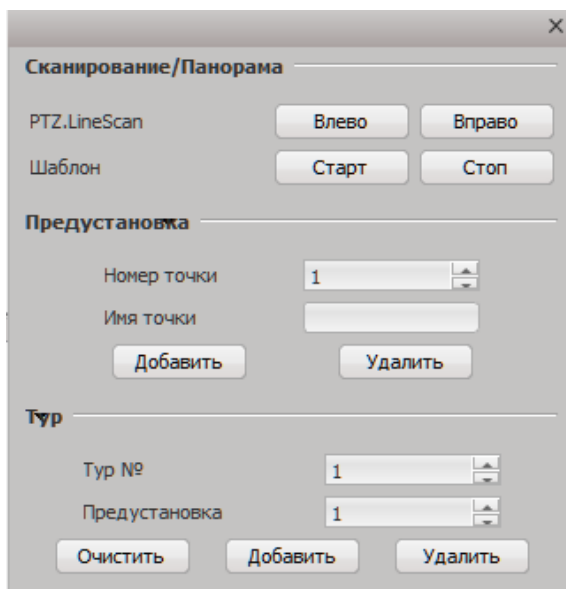 Сканирование/Панорама
PTZ.LineScan Влево Вправо
Шаблон Старт Стоп
Предустановка
Номер точки 1
Имя точки
Добавить Удалить
Тур
Тур № 1
Предустановка 1
Очистить Добавить Удалить